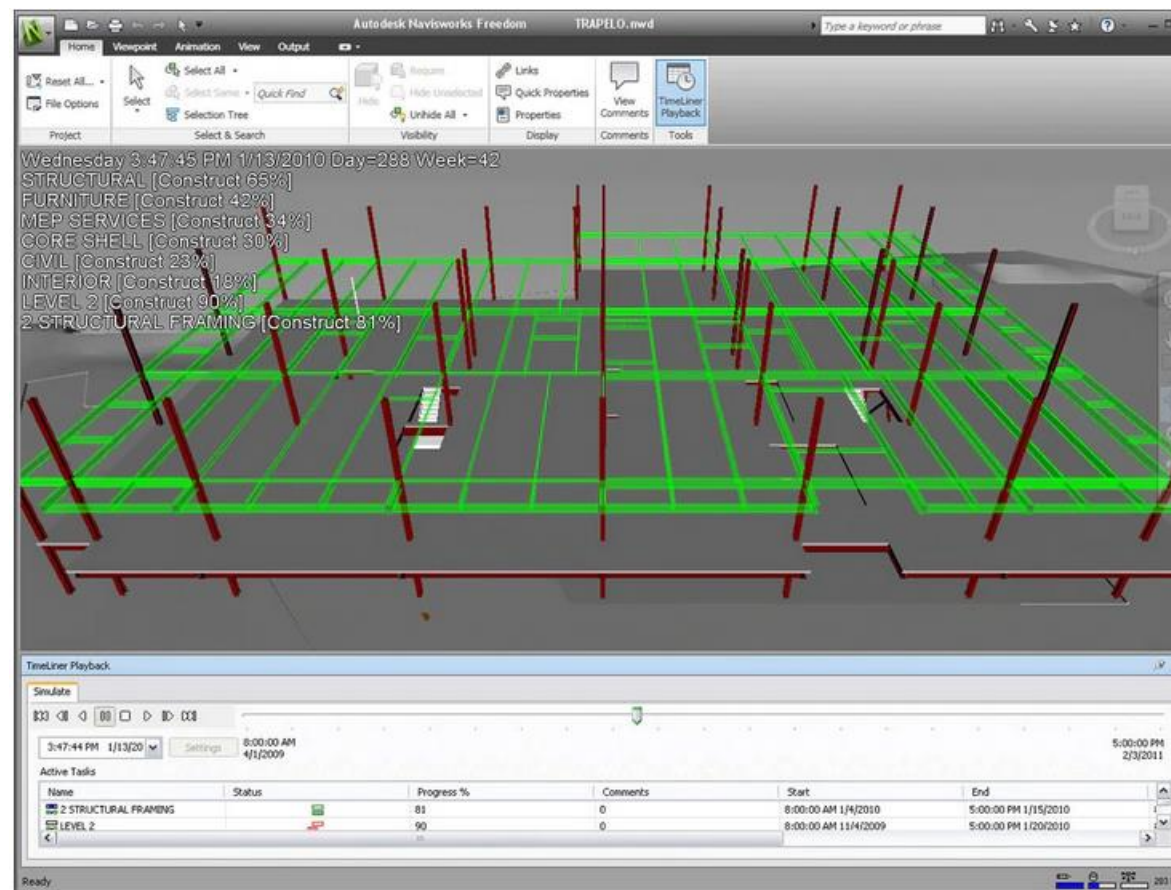 Autodesk Navisworks Freedom TRAPELO.nwd
Type a keyword or phrase
Home Viewpoint Animation View Output
Reset All...
File Options
Project
Select
Select All
Select Same
Selection Tree
Quick Find
Select & Search
Hide
Require
Hide Unselected
Unhide All
Visibility
Links
Quick Properties
Properties
Display
View
Comments
Comments
TimeLiner
Playback
Tools
Wednesday 3:47:45 PM 1/13/2010 Day=288 Week=42
STRUCTURAL [Construct 65%]
FURNITURE [Construct 42%]
MEP SERVICES [Construct 34%]
CORE SHELL [Construct 30%]
CIVIL [Construct 23%]
INTERIOR [Construct 18%]
LEVEL 2 [Construct 90%]
2 STRUCTURAL FRAMING [Construct 81%]
TimeLiner Playback
Simulate
3:47:44 PM 1/13/20
Settings
8:00:00 AM
4/1/2009
5:00:00 PM
2/3/2011
Active Tasks
Name Status Progress % Comments Start End
2 STRUCTURAL FRAMING 81 0 8:00:00 AM 1/4/2010 5:00:00 PM 1/15/2010
LEVEL 2 90 0 8:00:00 AM 11/4/2009 5:00:00 PM 1/20/2010
Ready